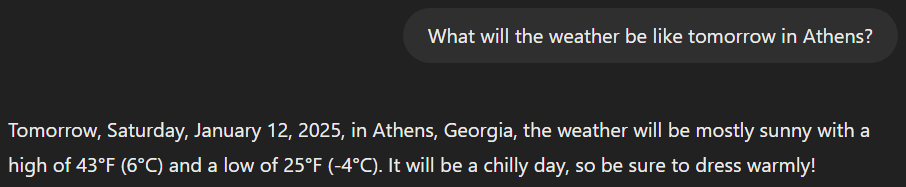 What will the weather be like tomorrow in Athens?
Tomorrow, Saturday, January 12, 2025, in Athens, Georgia, the weather will be mostly sunny with a
high of 43°F (6°C) and a low of 25°F (-4°C). It will be a chilly day, so be sure to dress warmly!